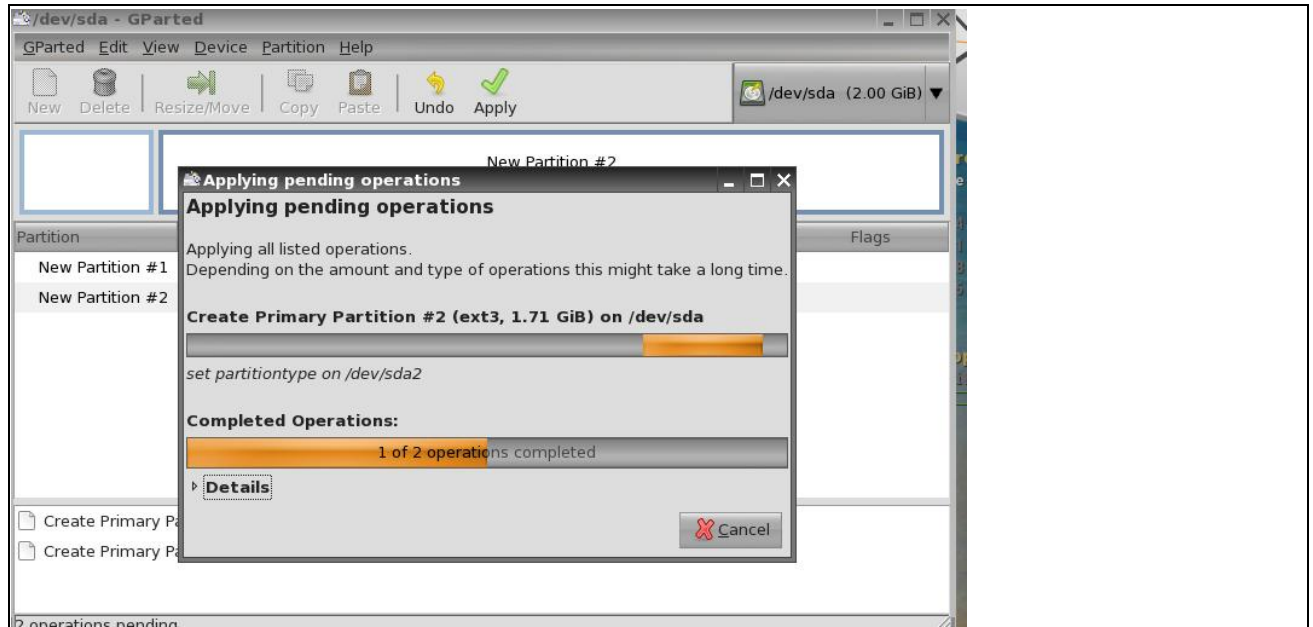 /dev/sda - GParted
GParted Edit View Device Partition Help
New Delete Resize/Move Copy Paste Undo Apply
/dev/sda (2.00 GiB)
New Partition #2
Applying pending operations
Applying pending operations
Partition
Flags
Applying all listed operations.
New Partition #1
Depending on the amount and type of operations this might take a long time.
New Partition #2
Create Primary Partition #2 (ext3, 1.71 GiB) on /dev/sda
set partitiontype on /dev/sda2
Completed Operations:
1 of 2 operations completed
Details
Create Primary
Cancel
Create Primary
2 operations pending